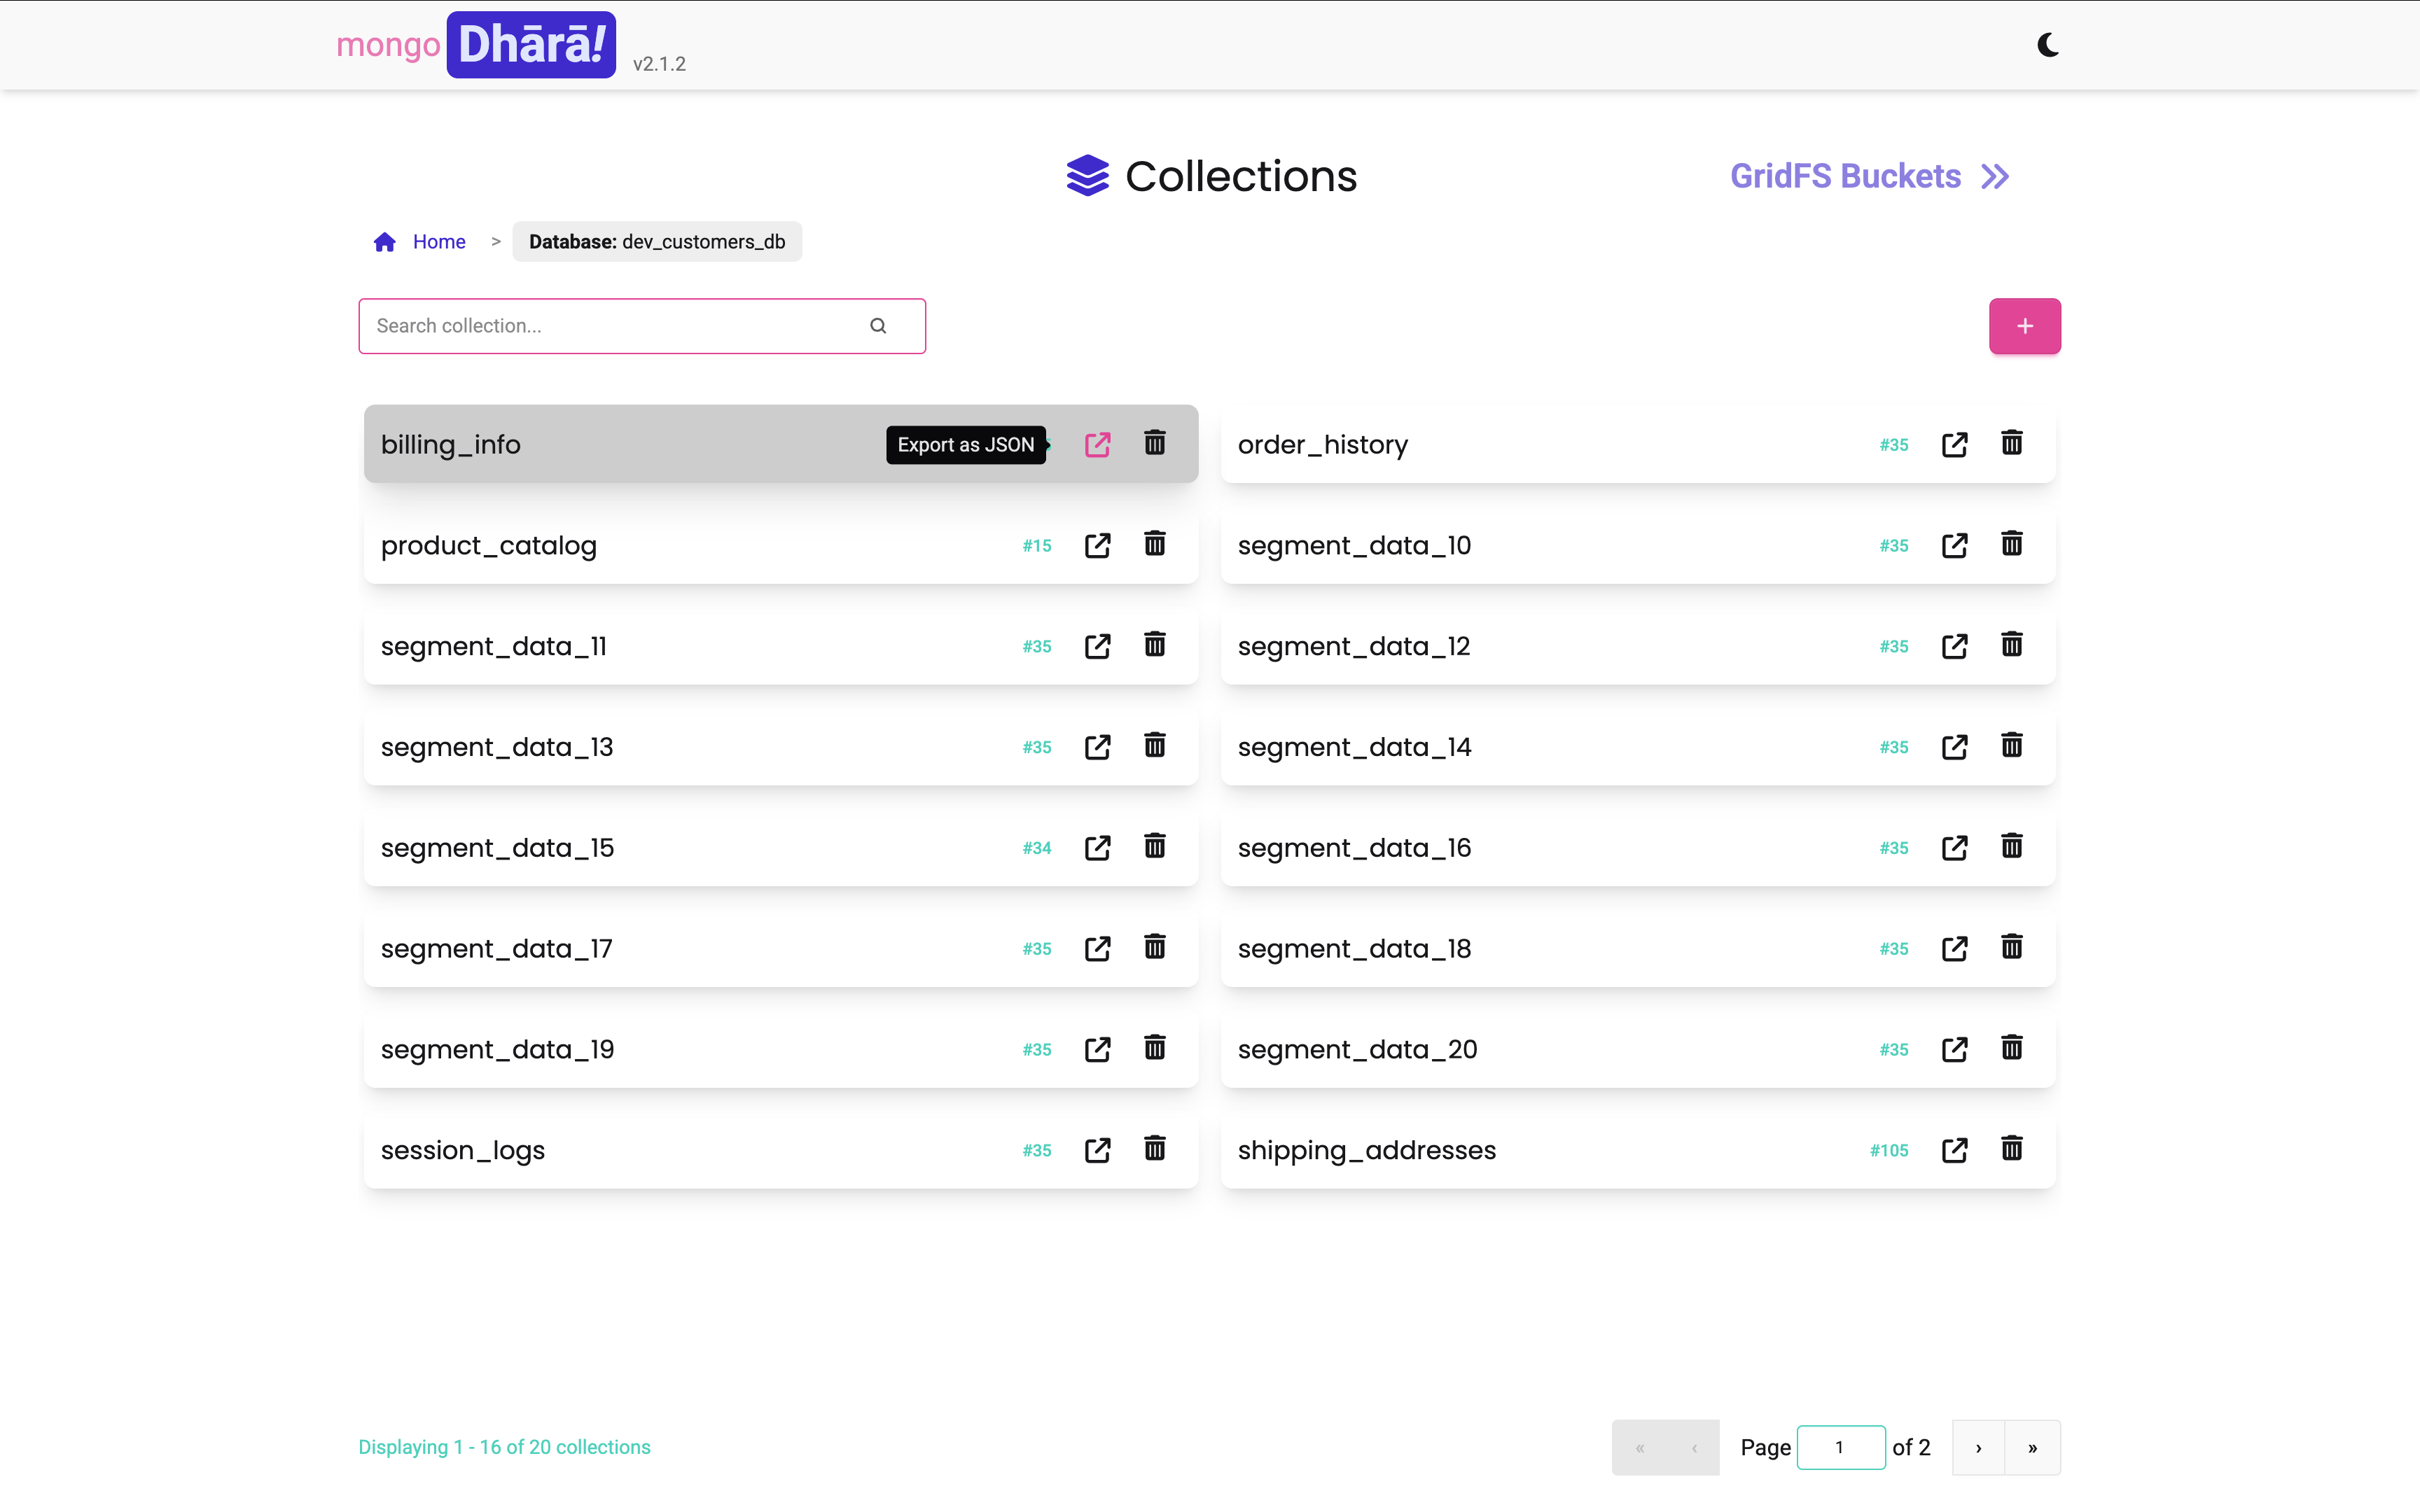 mongo Dhārā! v2.1.2
Collections
GridFS Buckets
Home > Database: dev_customers_db
Search collection...
+
billing_info
Export as JSON
order_history #35
product_catalog #15
segment_data_10 #35
segment_data_11 #35
segment_data_12 #35
segment_data_13 #35
segment_data_14 #35
segment_data_15 #34
segment_data_16 #35
segment_data_17 #35
segment_data_18 #35
segment_data_19 #35
segment_data_20 #35
session_logs #35
shipping_addresses #105
Displaying 1 - 16 of 20 collections
« ‹ Page 1 of 2 › »